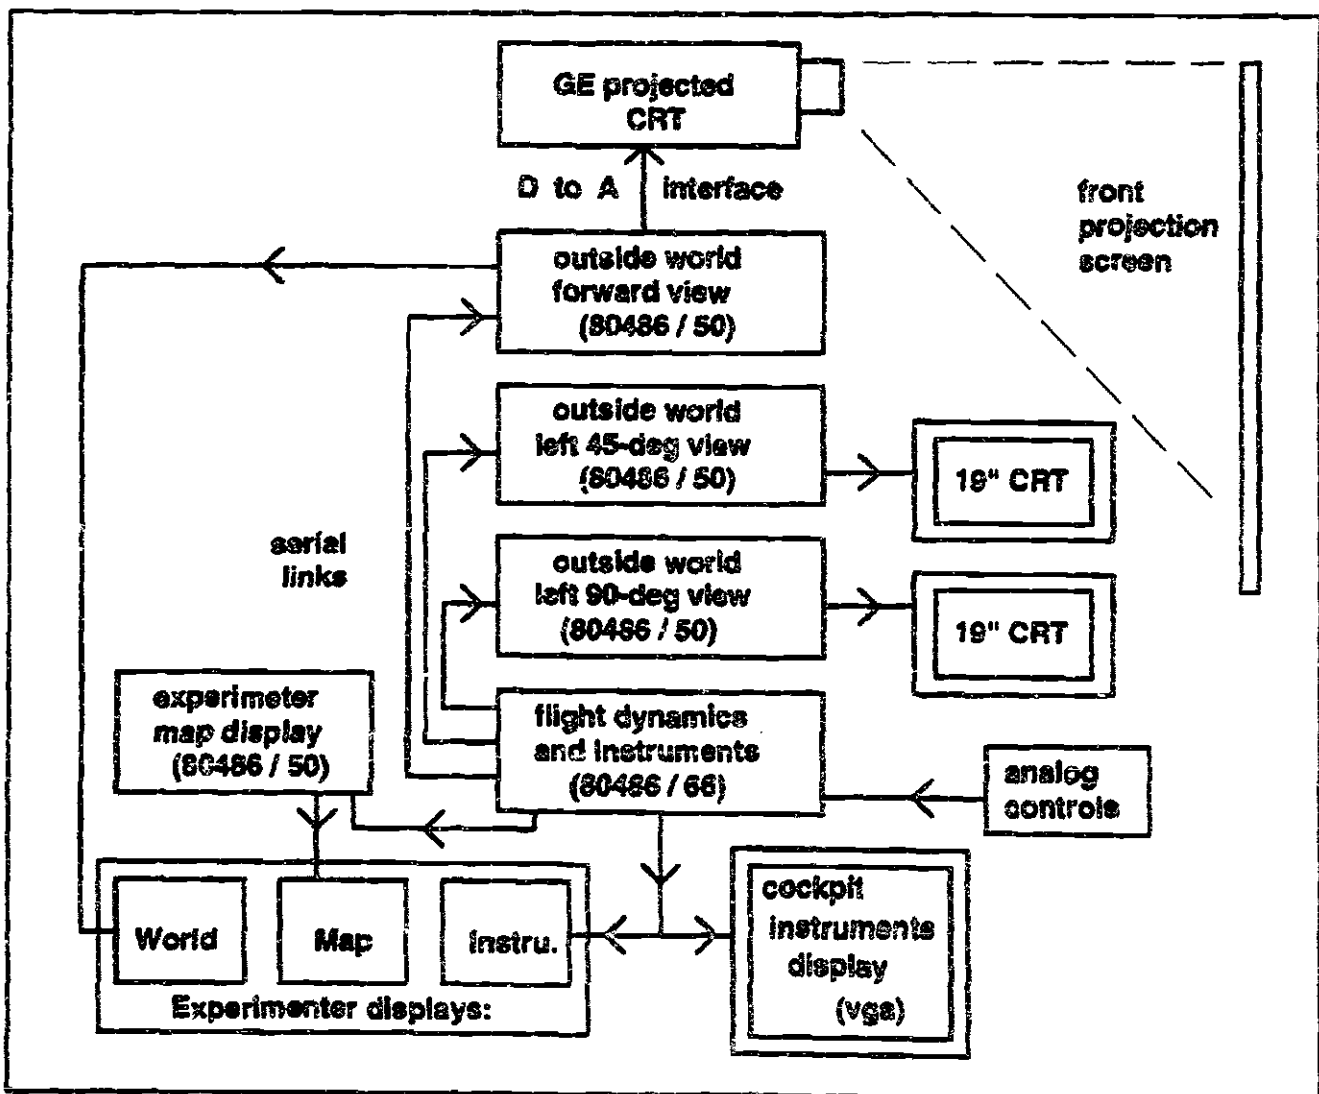 GE projected
CRT
D to A interface
front
projection
screen
outside world
forward view
(80486 / 50)
outside world
left 45-deg view
(80486 / 50)
19" CRT
serial
links
outside world
left 90-deg view
(80486 / 50)
19" CRT
experimeter
map display
(80486 / 50)
flight dynamics
and instruments
(80486 / 66)
analog
controls
World
Map
Instru.
Experimenter displays:
cockpit
instruments
display
(vga)